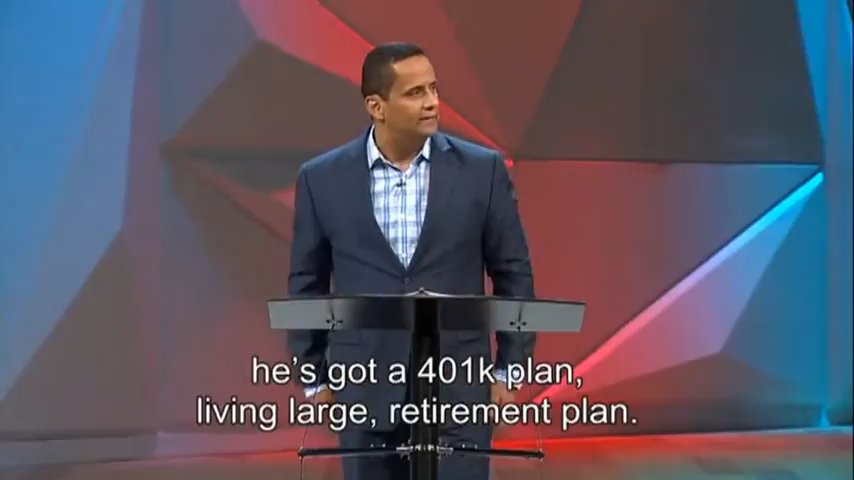 he's got a 401k plan,
living large, retirement plan.